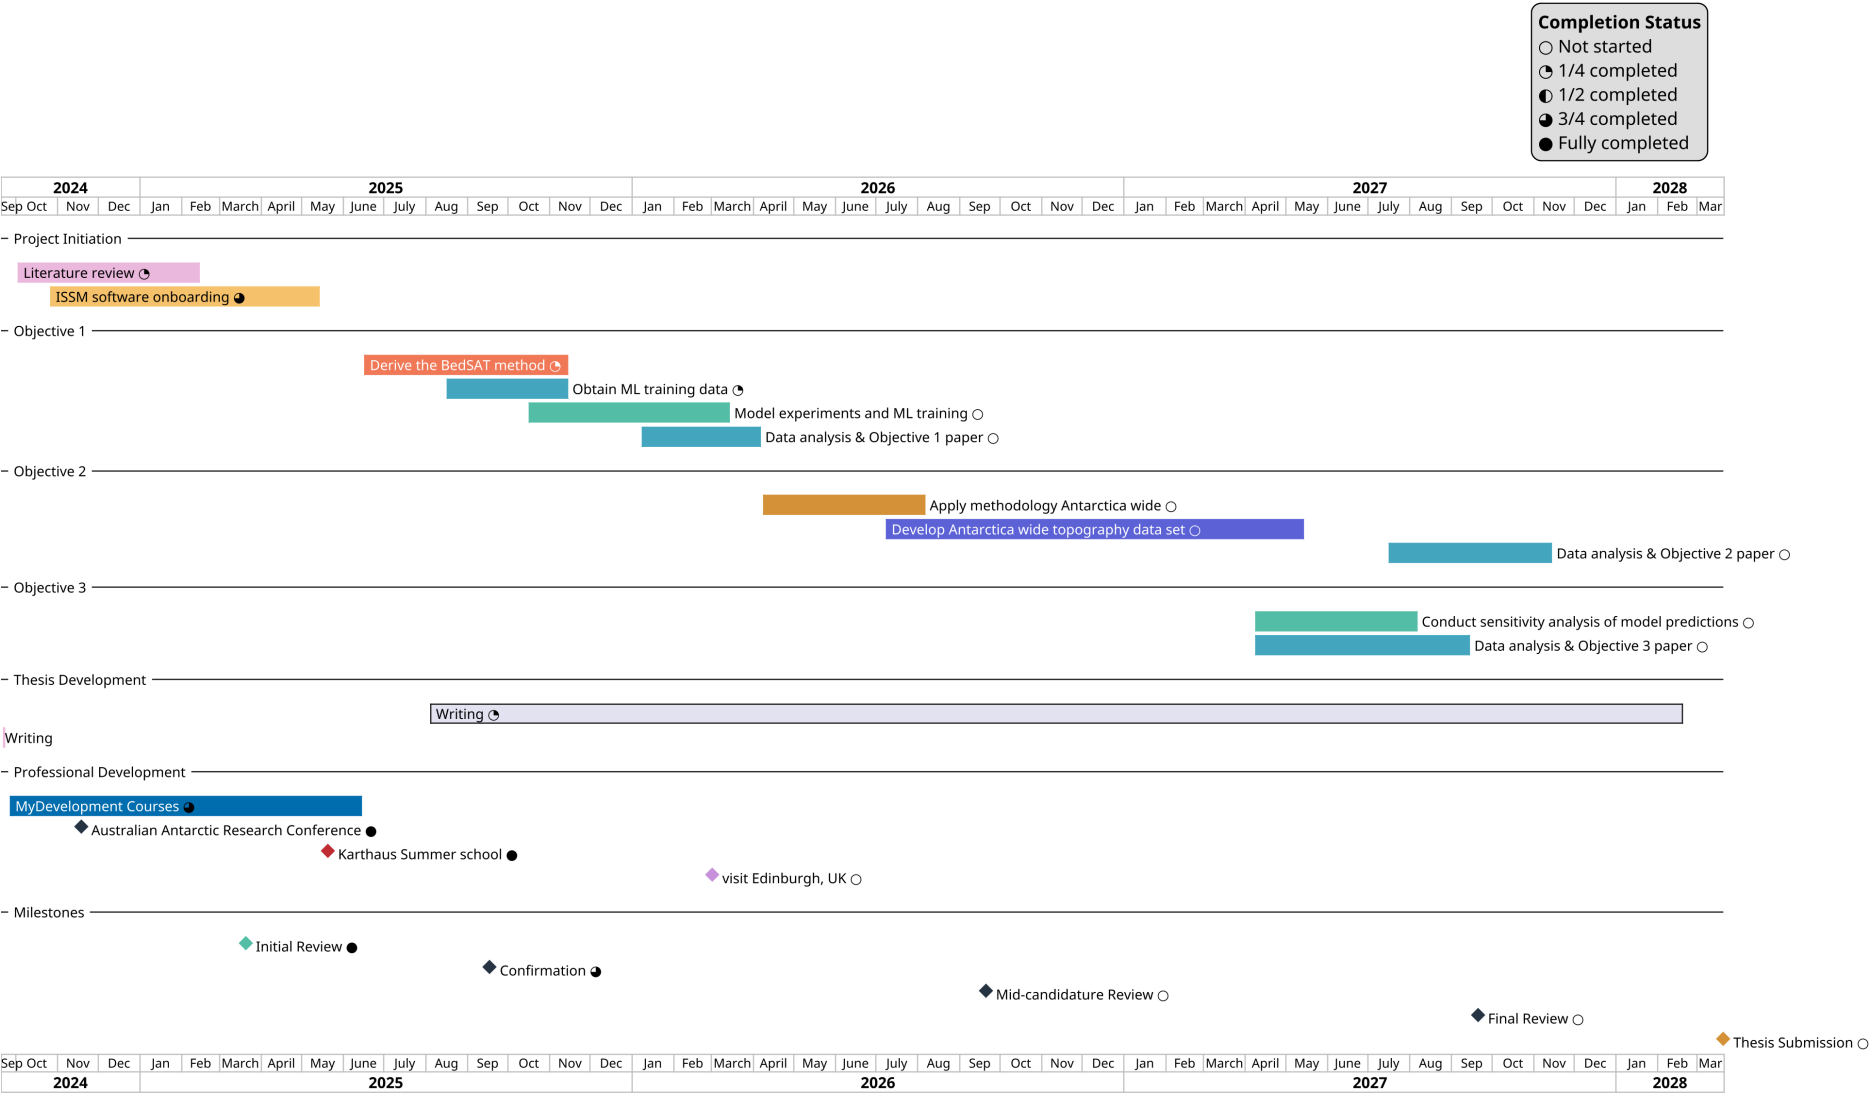 Completion Status
○ Not started
◔ 1/4 completed
◐ 1/2 completed
◕ 3/4 completed
● Fully completed
2024 2025 2026 2027 2028
Sep Oct Nov Dec Jan Feb March April May June July Aug Sep Oct Nov Dec Jan Feb March April May June July Aug Sep Oct Nov Dec Jan Feb March April May June July Aug Sep Oct Nov Dec Jan Feb Mar
Project Initiation
Literature review ◔
ISSM software onboarding ◕
Objective 1
Derive the BedSAT method ◔
Obtain ML training data ◔
Model experiments and ML training ○
Data analysis & Objective 1 paper ○
Objective 2
Apply methodology Antarctica wide ○
Develop Antarctica wide topography data set ○
Data analysis & Objective 2 paper ○
Objective 3
Conduct sensitivity analysis of model predictions ○
Data analysis & Objective 3 paper ○
Thesis Development
Writing ◔
Writing
Professional Development
MyDevelopment Courses ◕
Australian Antarctic Research Conference ●
Karthaus Summer school ●
visit Edinburgh, UK ○
Milestones
Initial Review ●
Confirmation ◕
Mid-candidature Review ○
Final Review ○
Thesis Submission ○
Sep Oct Nov Dec Jan Feb March April May June July Aug Sep Oct Nov Dec Jan Feb March April May June July Aug Sep Oct Nov Dec Jan Feb March April May June July Aug Sep Oct Nov Dec Jan Feb Mar
2024 2025 2026 2027 2028